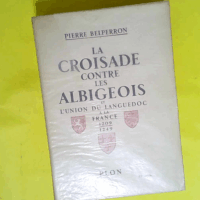 PIERRE BELPERRON
LA
CROISADE
CONTRE
LES
ALBIGEOIS
ET
L'UNION DU LANGUEDOC
A LA
FRANCE
1209
1249
PLON